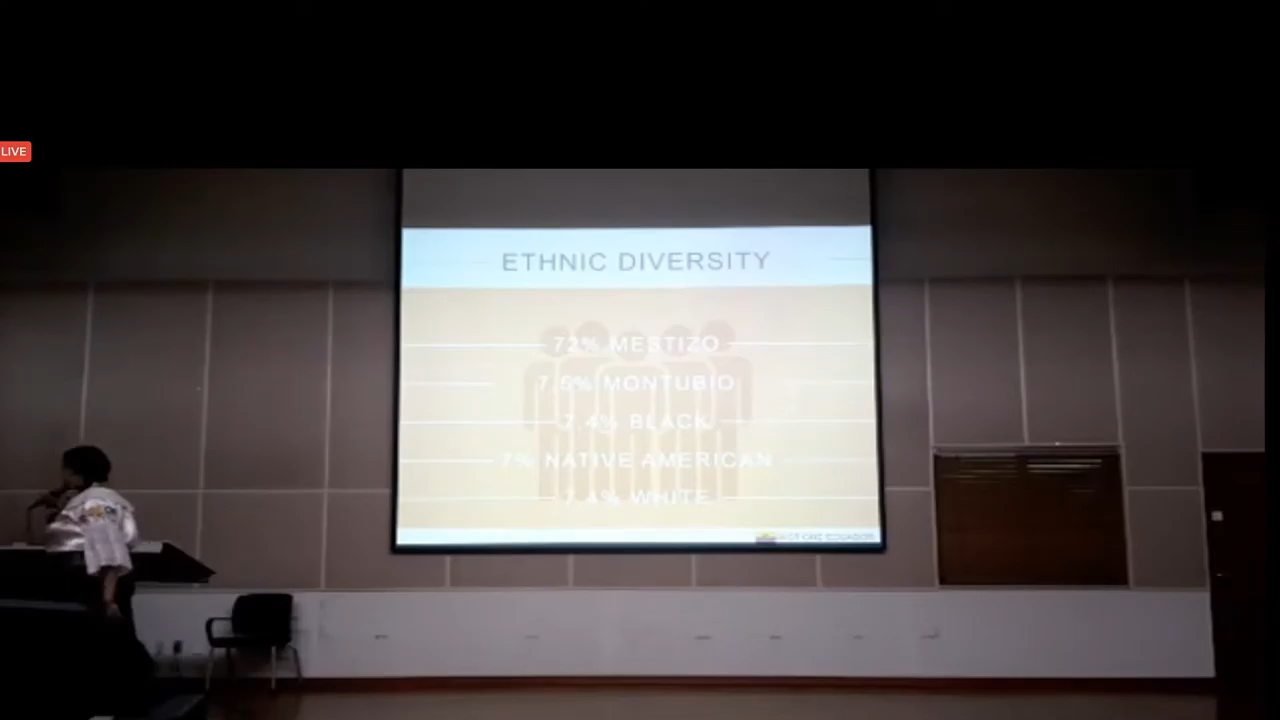 LIVE
ETHNIC DIVERSITY
72% MESTIZO
7,5% MONTUBIO
7.4% BLACK
7% NATIVE AMERICAN
WHITE